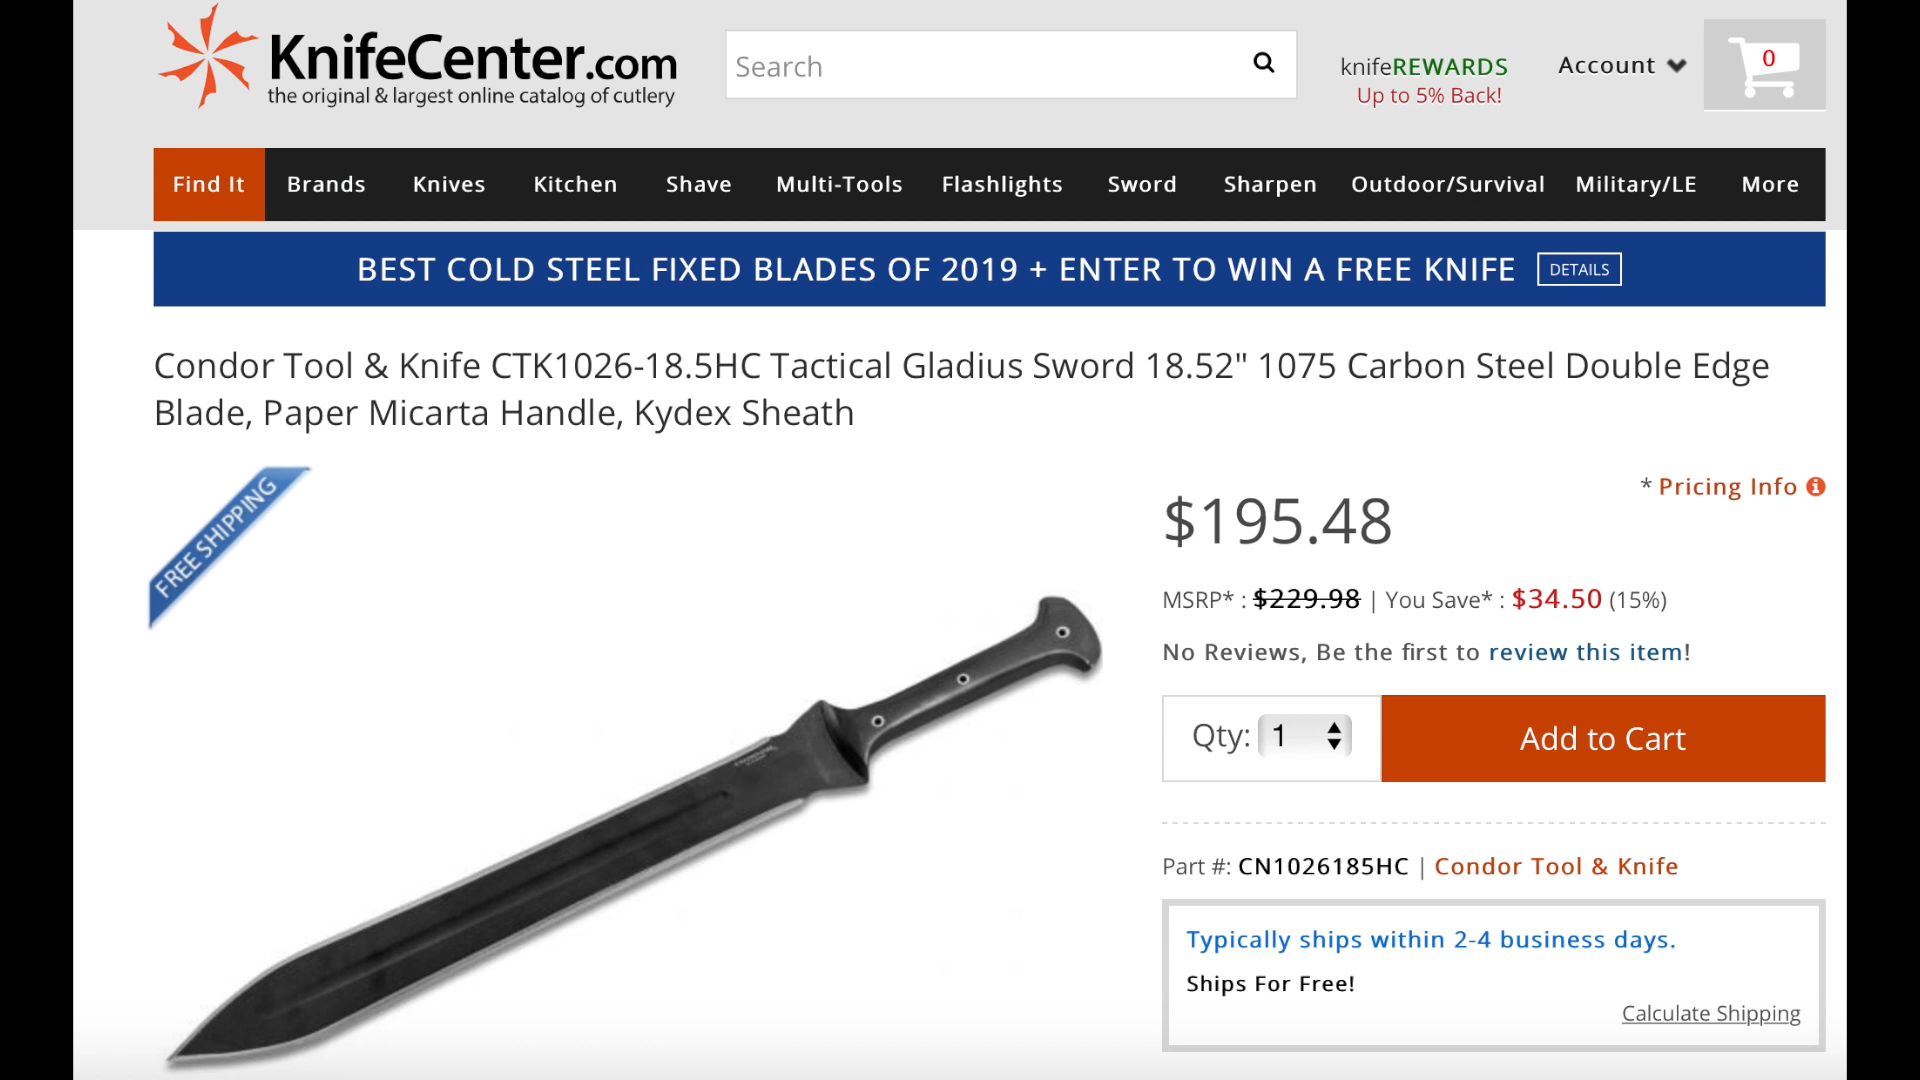 KnifeCenter.com
the original & largest online catalog of cutlery
Search
knifeREWARDS
Up to 5% Back!
Account
0
Find It Brands Knives Kitchen Shave Multi-Tools Flashlights Sword Sharpen Outdoor/Survival Military/LE More
BEST COLD STEEL FIXED BLADES OF 2019 + ENTER TO WIN A FREE KNIFE DETAILS
Condor Tool & Knife CTK1026-18.5HC Tactical Gladius Sword 18.52" 1075 Carbon Steel Double Edge
Blade, Paper Micarta Handle, Kydex Sheath
FREE SHIPPING
* Pricing Info
$195.48
MSRP* : $229.98 | You Save* : $34.50 (15%)
No Reviews, Be the first to review this item!
Qty: 1
Add to Cart
Part #: CN1026185HC | Condor Tool & Knife
Typically ships within 2-4 business days.
Ships For Free!
Calculate Shipping